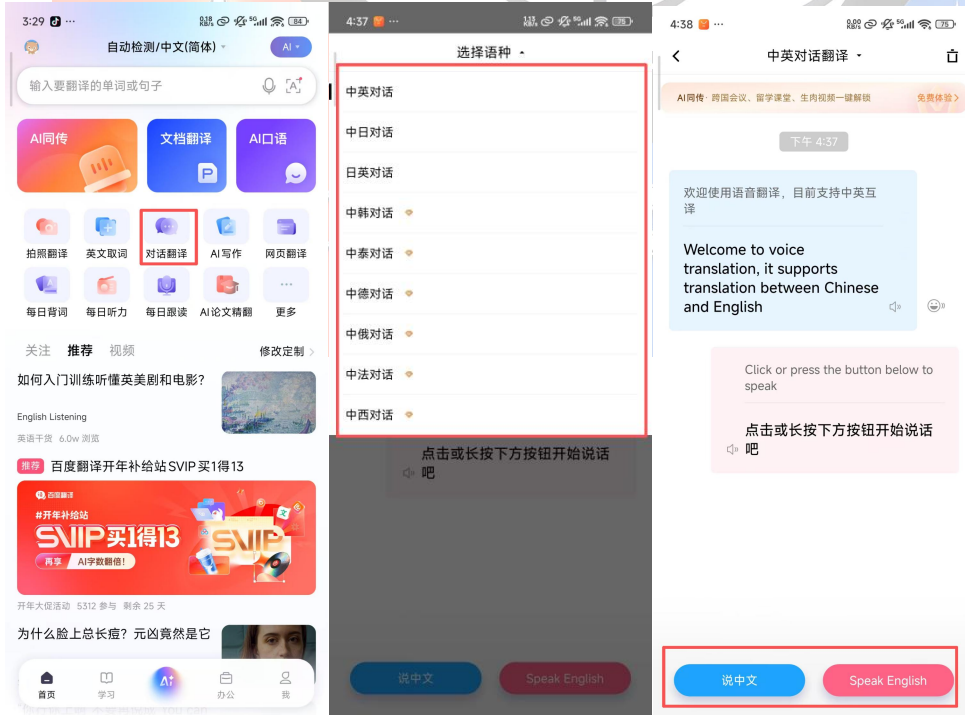 3:29
84
自动检测/中文(简体)
AI
输入要翻译的单词或句子
AI同传
文档翻译
AI口语
拍照翻译
英文取词
对话翻译
AI写作
网页翻译
每日背词
每日听力
每日跟读
AI论文精翻
更多
关注 推荐 视频
修改定制
如何入门训练听懂英美剧和电影?
English Listening
英语干货 6.0w 浏览
推荐 百度翻译开年补给站SVIP买1得13
百度翻译
#开年补给站
SVIP买1得13
再享 AI字数翻倍!
SVIP
开年大促活动 5312 参与 剩余 25 天
为什么脸上总长痘?元凶竟然是它
首页
学习
Ai
办公
我
4:37
75
选择语种
中英对话
中日对话
日英对话
中韩对话
中泰对话
中德对话
中俄对话
中法对话
中西对话
点击或长按下方按钮开始说话
吧
说中文
Speak English
4:38
75
中英对话翻译
AI同传· 跨国会议、留学课堂、生肉视频一键解锁
免费体验
下午 4:37
欢迎使用语音翻译，目前支持中英互
译
Welcome to voice
translation, it supports
translation between Chinese
and English
Click or press the button below to
speak
点击或长按下方按钮开始说话
吧
说中文
Speak English